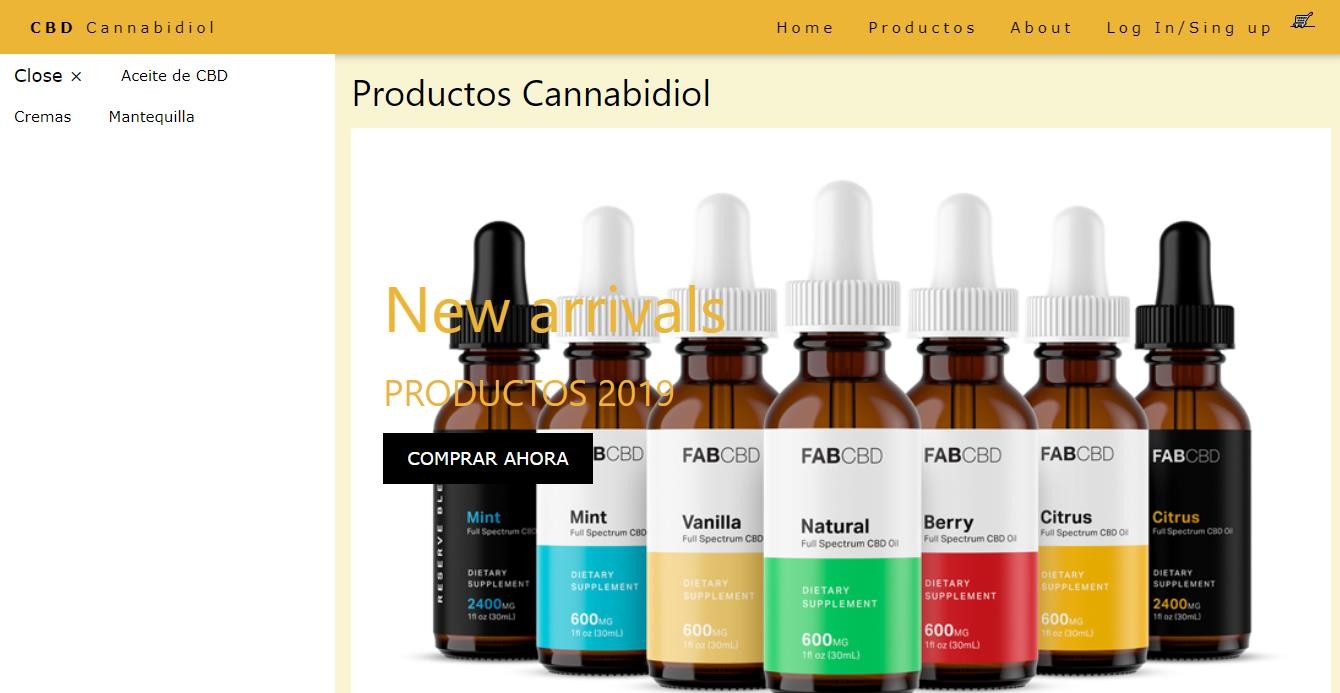 CBD Cannabidiol
Home Productos About Log In/Sing up
Close × Aceite de CBD
Cremas Mantequilla
Productos Cannabidiol
New arrivals
PRODUCTOS 2019
COMPRAR AHORA
RESERVE
Mint
Full Spectrum CBD
DIETARY
SUPPLEMENT
2400MG
1fl oz (30mL)
BCBD
Mint
Full Spectrum CBD
DIETARY
SUPPLEMENT
600MG
1fl oz (30mL)
FABCBD
Vanilla
Full Spectrum CBD
DIETARY
SUPPLEMENT
600MG
1fl oz (30mL)
FABCBD
Natural
Full Spectrum CBD Oil
DIETARY
SUPPLEMENT
600MG
1fl oz (30mL)
FABCBD
Berry
Full Spectrum CBD Oil
DIETARY
SUPPLEMENT
600MG
1fl oz (30mL)
FABCBD
Citrus
Full Spectrum CBD Oil
DIETARY
SUPPLEMENT
600MG
1fl oz (30mL)
FABCBD
Citrus
Full Spectrum CBD Oil
DIETARY
SUPPLEMENT
2400MG
1fl oz (30mL)